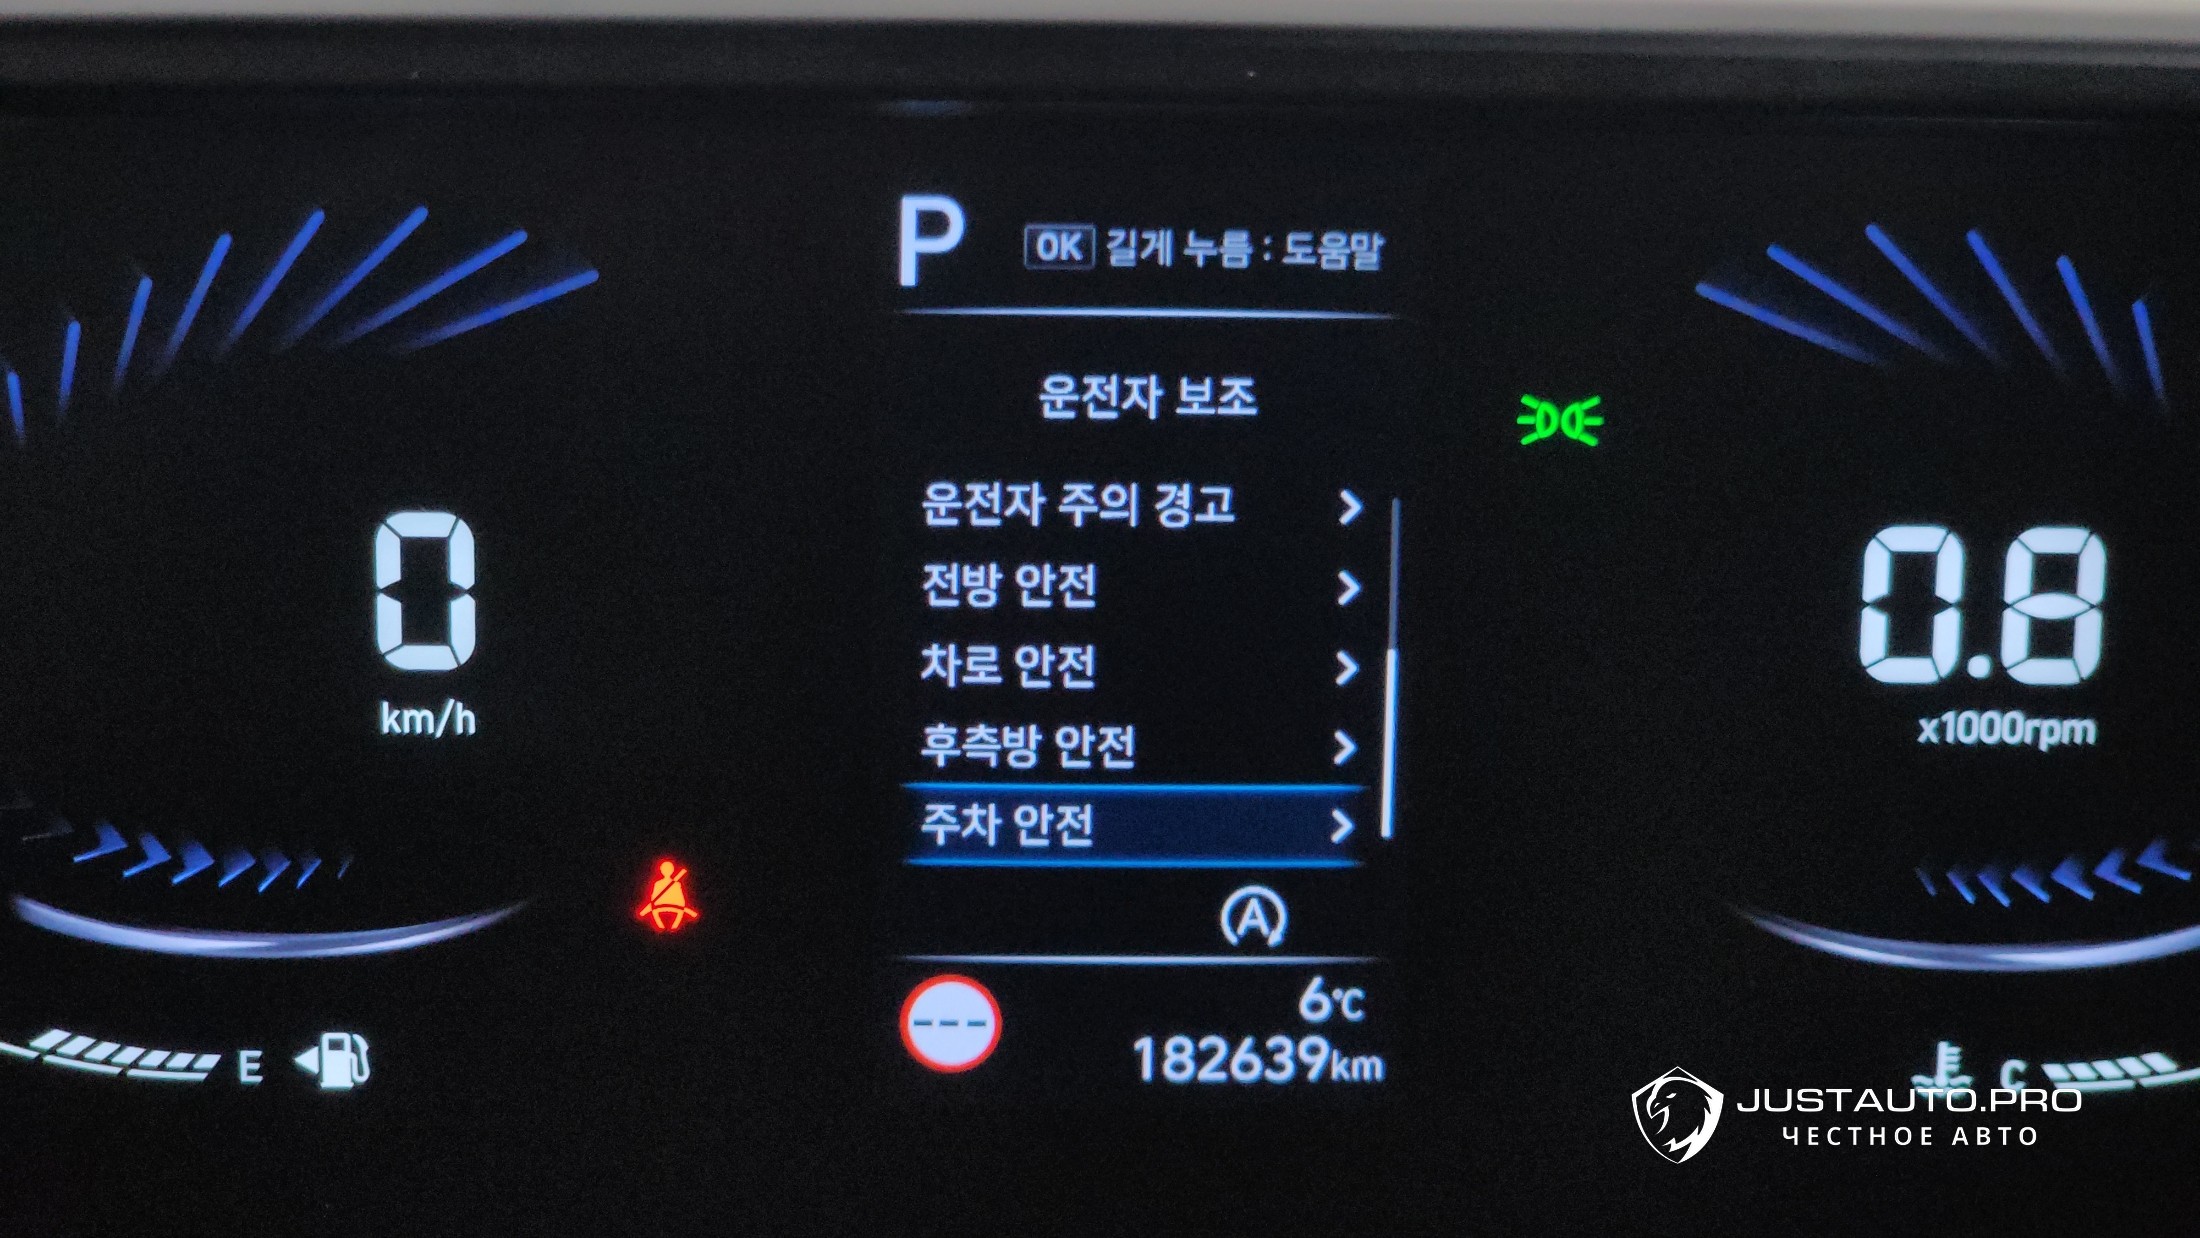 P
OK 길게 누름 : 도움말
운전자 보조
운전자 주의 경고
전방 안전
차로 안전
후측방 안전
주차 안전
A
0
km/h
0.8
x1000rpm
6℃
---
182639km
E
C
JUSTAUTO.PRO
ЧЕСТНОЕ АВТО